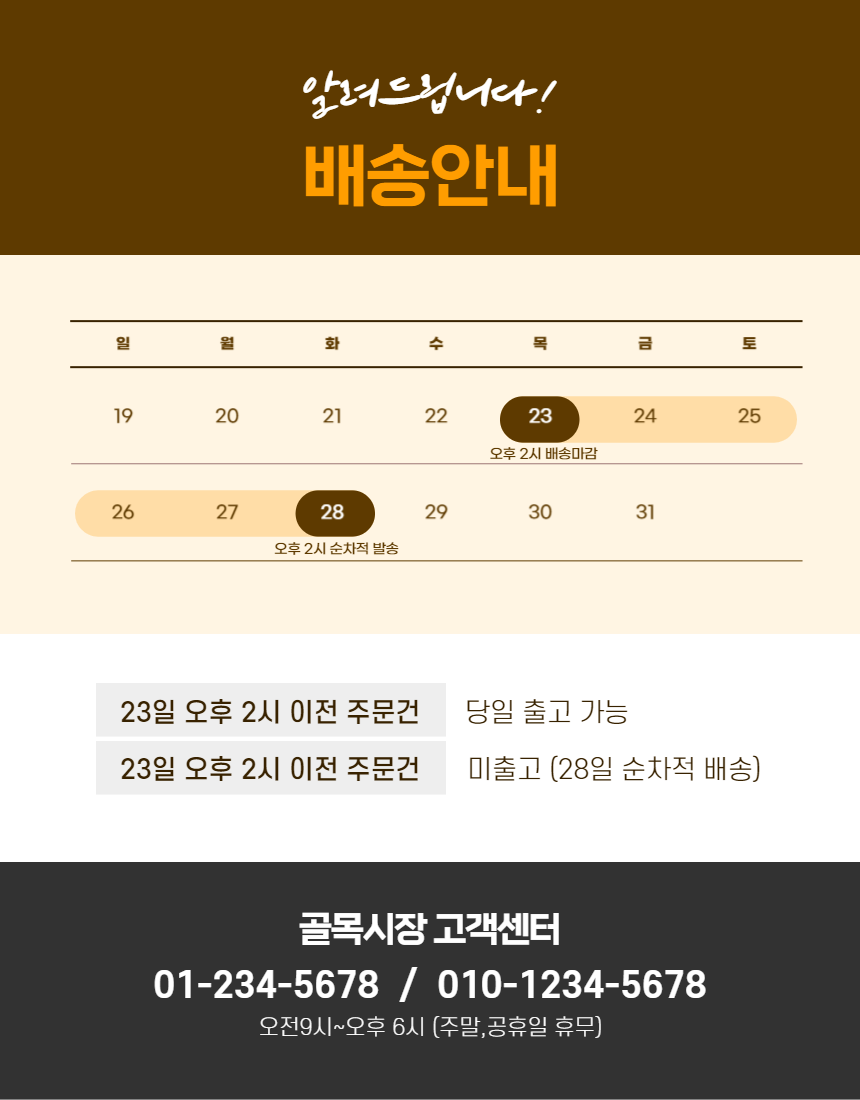 알려드립니다!
배송안내
일 월 화 수 목 금 토
19 20 21 22 23 24 25
오후 2시 배송마감
26 27 28 29 30 31
오후 2시 순차적 발송
23일 오후 2시 이전 주문건 당일 출고 가능
23일 오후 2시 이전 주문건 미출고 (28일 순차적 배송)
골목시장 고객센터
01-234-5678 / 010-1234-5678
오전9시~오후 6시 (주말,공휴일 휴무)